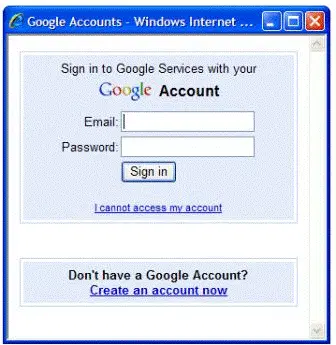 Google Accounts - Windows Internet ...
Sign in to Google Services with your
Google Account
Email:
Password:
Sign in
I cannot access my account
Don't have a Google Account?
Create an account now